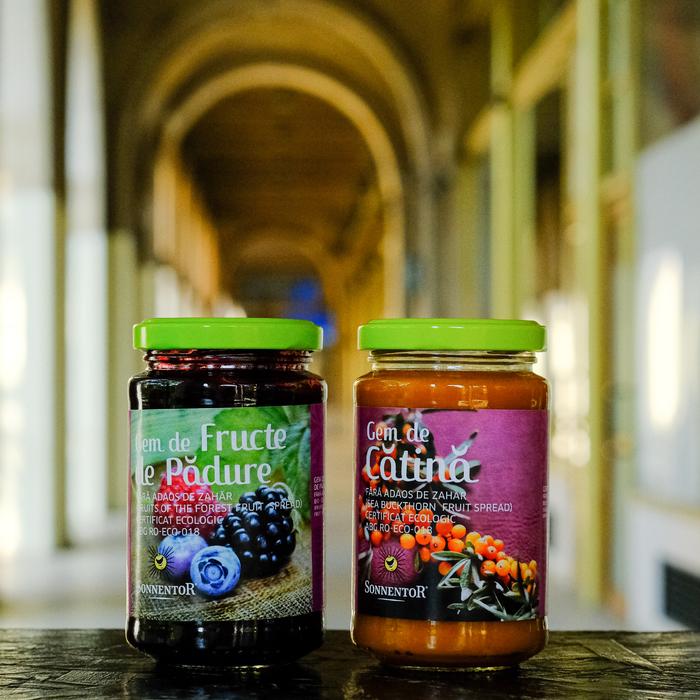 Gem de Fructe
de Pădure
FĂRĂ ADAOS DE ZAHĂR
(FRUITS OF THE FOREST FRUIT SPREAD)
CERTIFICAT ECOLOGIC
ABG RO-ECO-018
SONNENTOR
Gem de
Cătină
FĂRĂ ADAOS DE ZAHĂR
(SEA BUCKTHORN FRUIT SPREAD)
CERTIFICAT ECOLOGIC
ABG RO-ECO-018
SONNENTOR